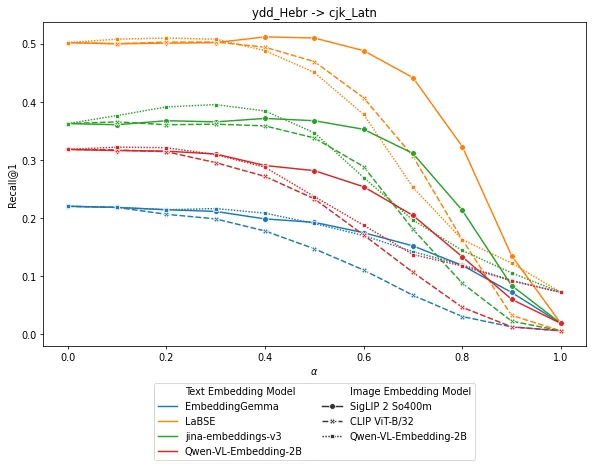 ydd_Hebr -> cjk_Latn
Recall@1
0.5
0.4
0.3
0.2
0.1
0.0
0.0 0.2 0.4 0.6 0.8 1.0
α
Text Embedding Model
EmbeddingGemma
LaBSE
jina-embeddings-v3
Qwen-VL-Embedding-2B
Image Embedding Model
SigLIP 2 So400m
CLIP ViT-B/32
Qwen-VL-Embedding-2B